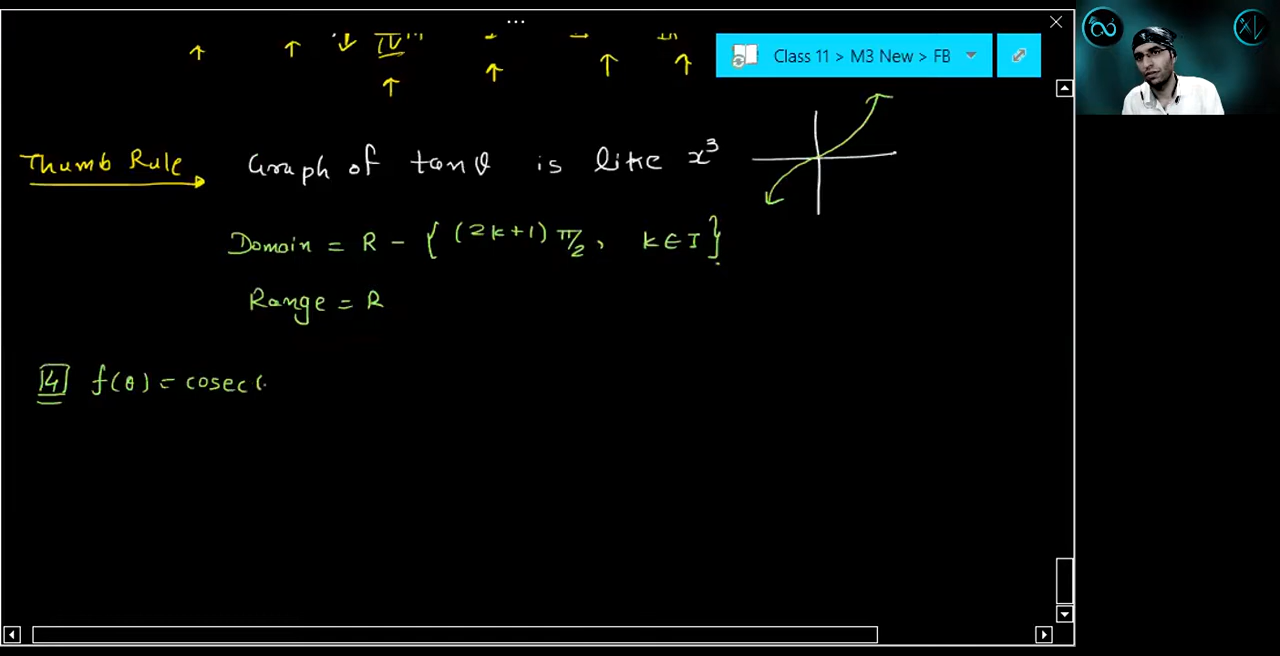 IV
Class 11 > M3 New > FB
Thumb Rule → Graph of tanθ is like x³
Domain = R - { (2k+1) π/2, k ∈ I }
Range = R
4 f(θ) = cosec(